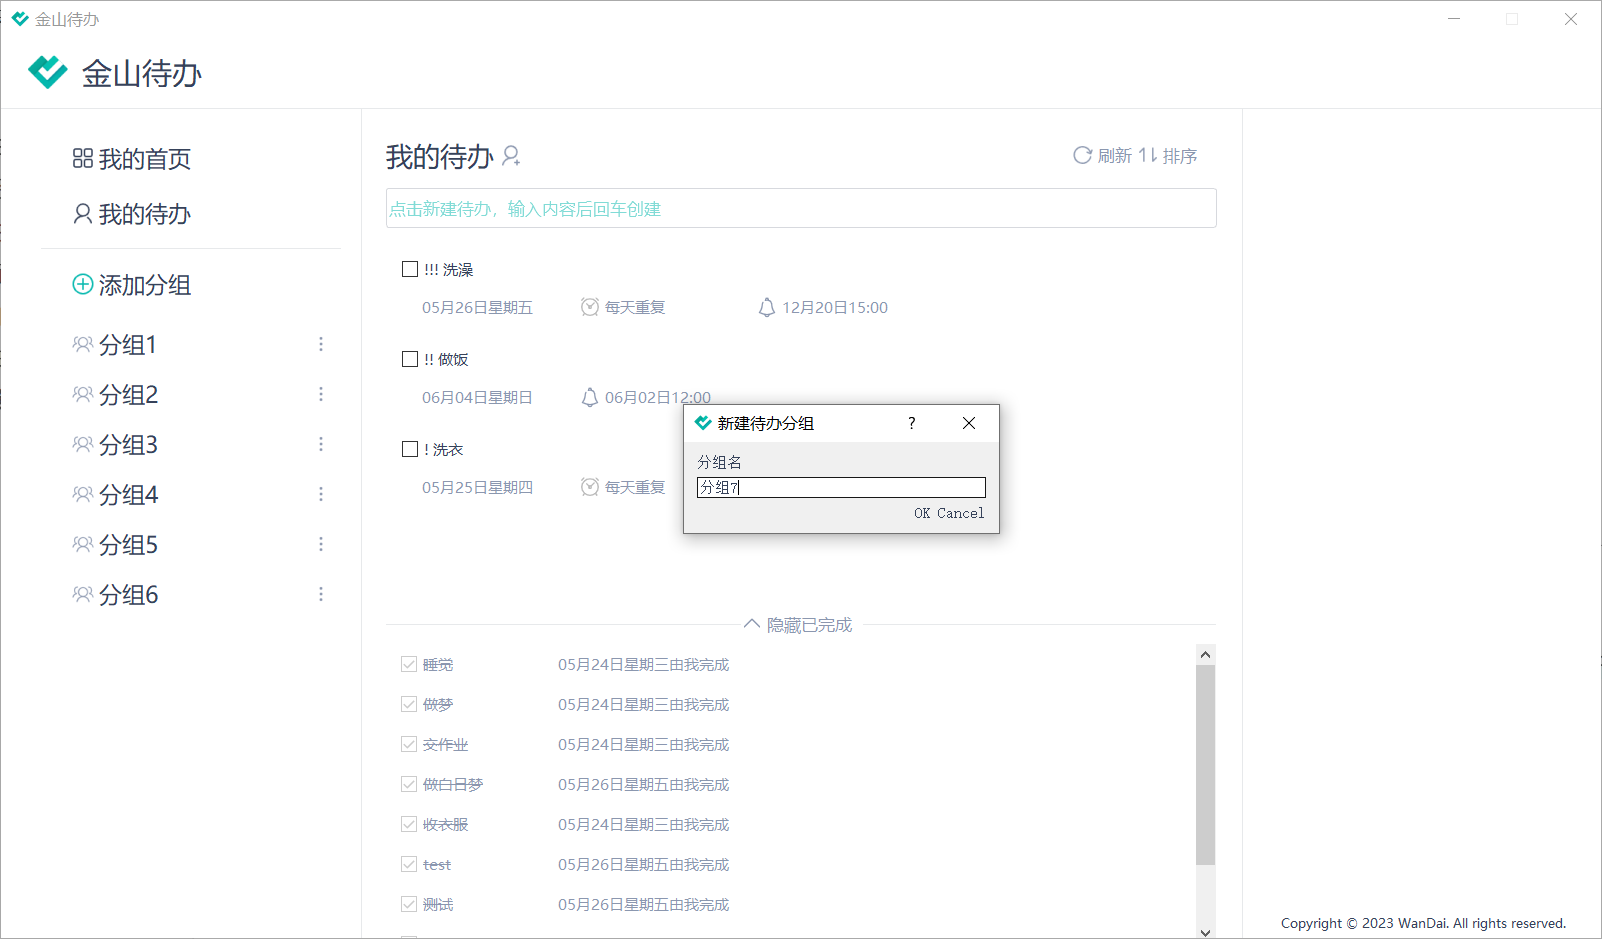 金山待办
金山待办
我的首页
我的待办
添加分组
分组1
分组2
分组3
分组4
分组5
分组6
我的待办
刷新 排序
点击新建待办，输入内容后回车创建
!!! 洗澡
05月26日星期五 每天重复 12月20日15:00
!! 做饭
06月04日星期日 06月02日12:00
! 洗衣
05月25日星期四 每天重复
新建待办分组 ?
分组名
分组7
OK Cancel
隐藏已完成
睡觉 05月24日星期三由我完成
做梦 05月24日星期三由我完成
交作业 05月24日星期三由我完成
做白日梦 05月26日星期五由我完成
收衣服 05月24日星期三由我完成
test 05月26日星期五由我完成
测试 05月26日星期五由我完成
Copyright © 2023 WanDai. All rights reserved.